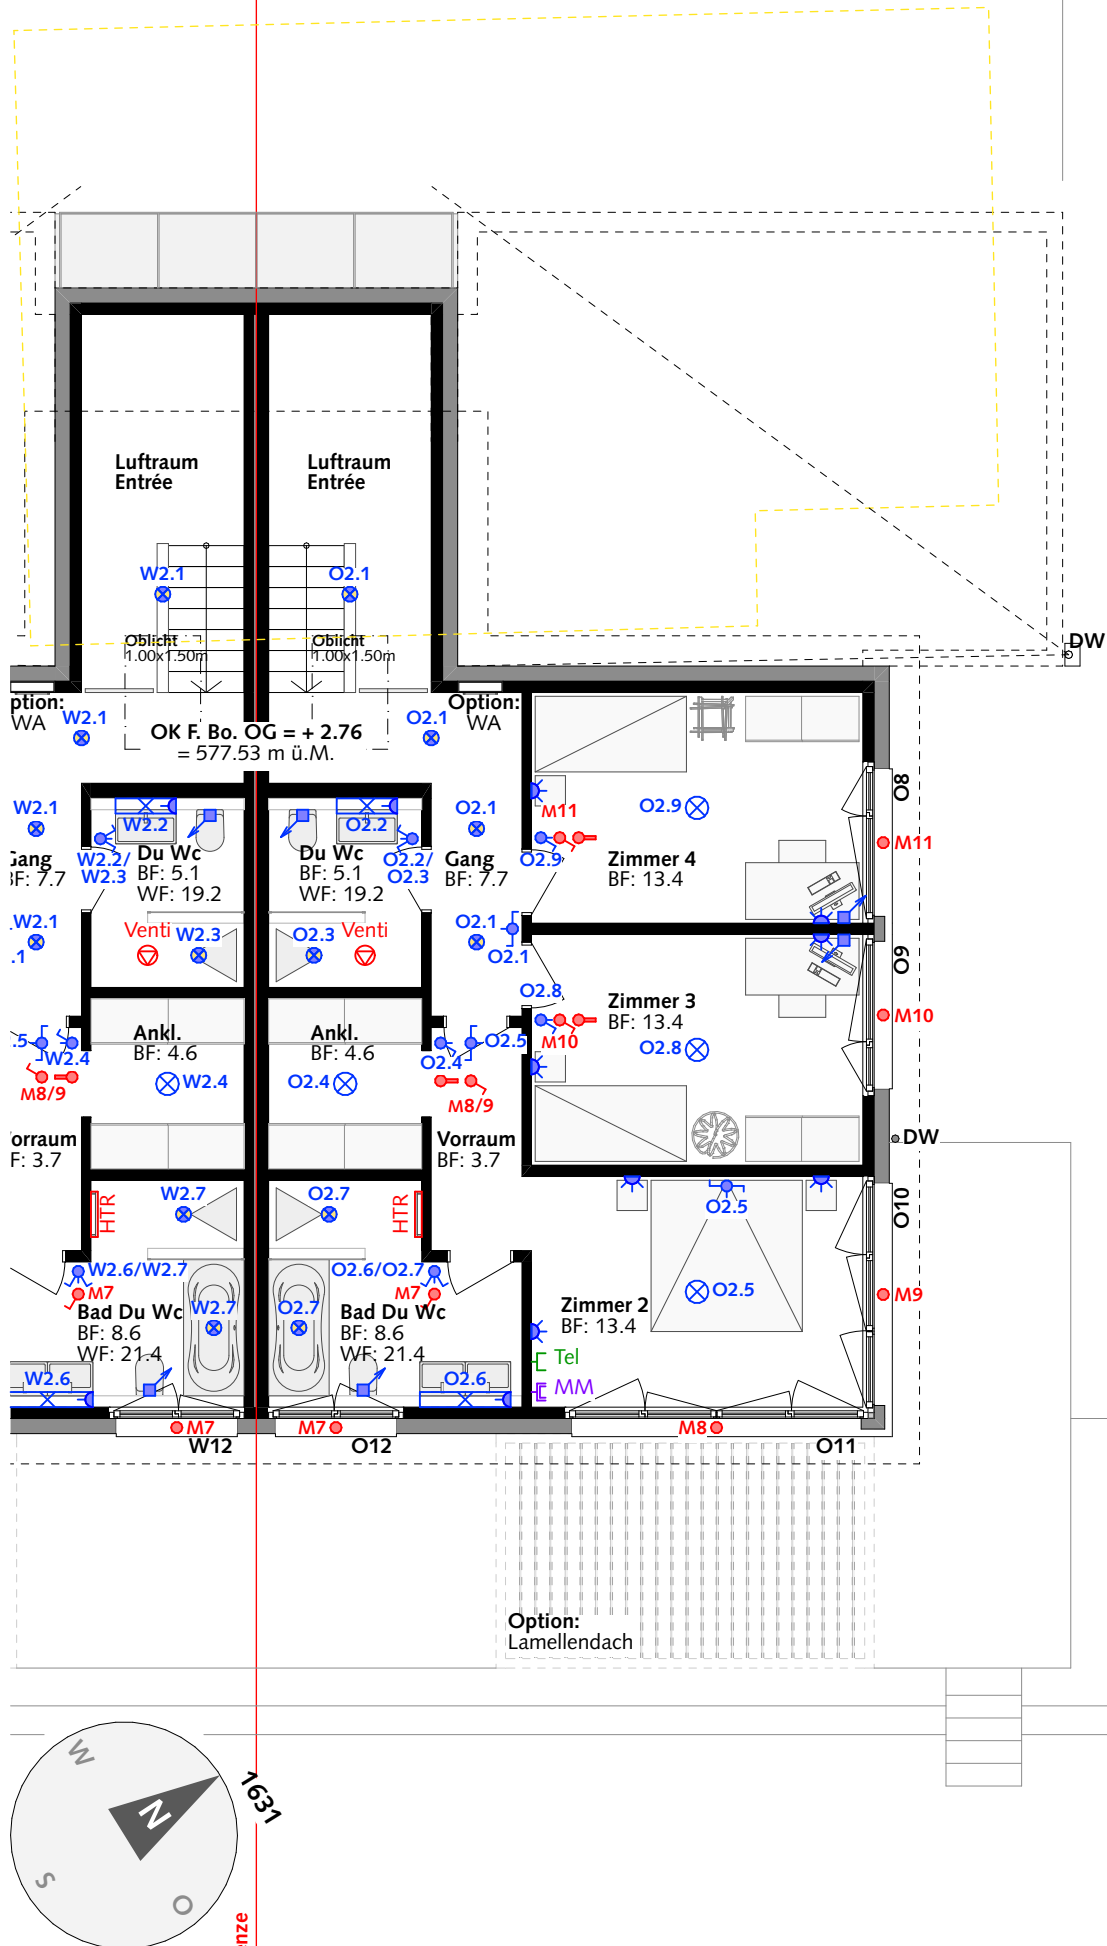 Luftraum
Entrée
Luftraum
Entrée
W2.1
O2.1
Oblicht
1.00x1.50m
Oblicht
1.00x1.50m
DW
ption:
WA
W2.1
OK F. Bo. OG = + 2.76
= 577.53 m ü.M.
O2.1
Option:
WA
O8
W2.1
W2.2
O2.2
O2.1
M11
O2.9
M11
Gang
BF: 7.7
W2.2/
W2.3
Du Wc
BF: 5.1
WF: 19.2
Du Wc
BF: 5.1
WF: 19.2
O2.2/
O2.3
Gang
BF: 7.7
O2.9
Zimmer 4
BF: 13.4
W2.1
.1
Venti
W2.3
O2.3
Venti
O2.1
O2.1
O9
O2.8
Zimmer 3
BF: 13.4
M10
M10
.5
W2.4
Ankl.
BF: 4.6
Ankl.
BF: 4.6
O2.4
O2.5
O2.8
M8/9
W2.4
O2.4
M8/9
orraum
F: 3.7
Vorraum
BF: 3.7
DW
HTR
W2.7
O2.7
HTR
O2.5
O10
W2.6/W2.7
O2.6/O2.7
M7
M7
O2.5
M9
Bad Du Wc
BF: 8.6
WF: 21.4
W2.7
O2.7
Bad Du Wc
BF: 8.6
WF: 21.4
Zimmer 2
BF: 13.4
Tel
MM
W2.6
O2.6
M7
M7
M8
W12
O12
O11
Option:
Lamellendach
W
N
S
O
1631
enze